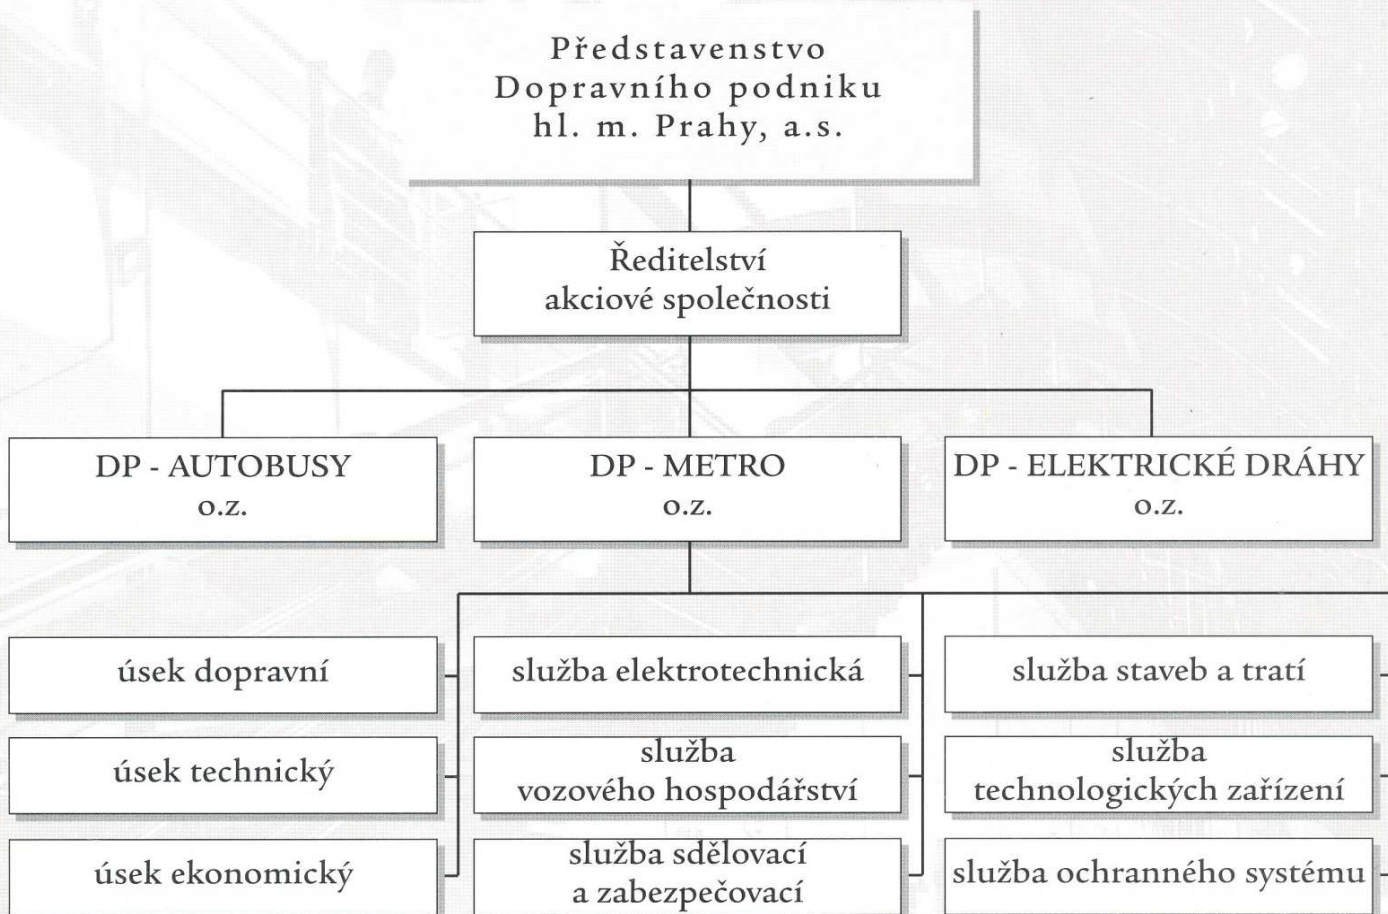 Představenstvo
Dopravního podniku
hl. m. Prahy, a.s.
Ředitelství
akciové společnosti
DP - AUTOBUSY
o.z.
DP - METRO
o.z.
DP - ELEKTRICKÉ DRÁHY
o.z.
úsek dopravní
služba elektrotechnická
služba staveb a tratí
úsek technický
služba
vozového hospodářství
služba
technologických zařízení
úsek ekonomický
služba sdělovací
a zabezpečovací
služba ochranného systému